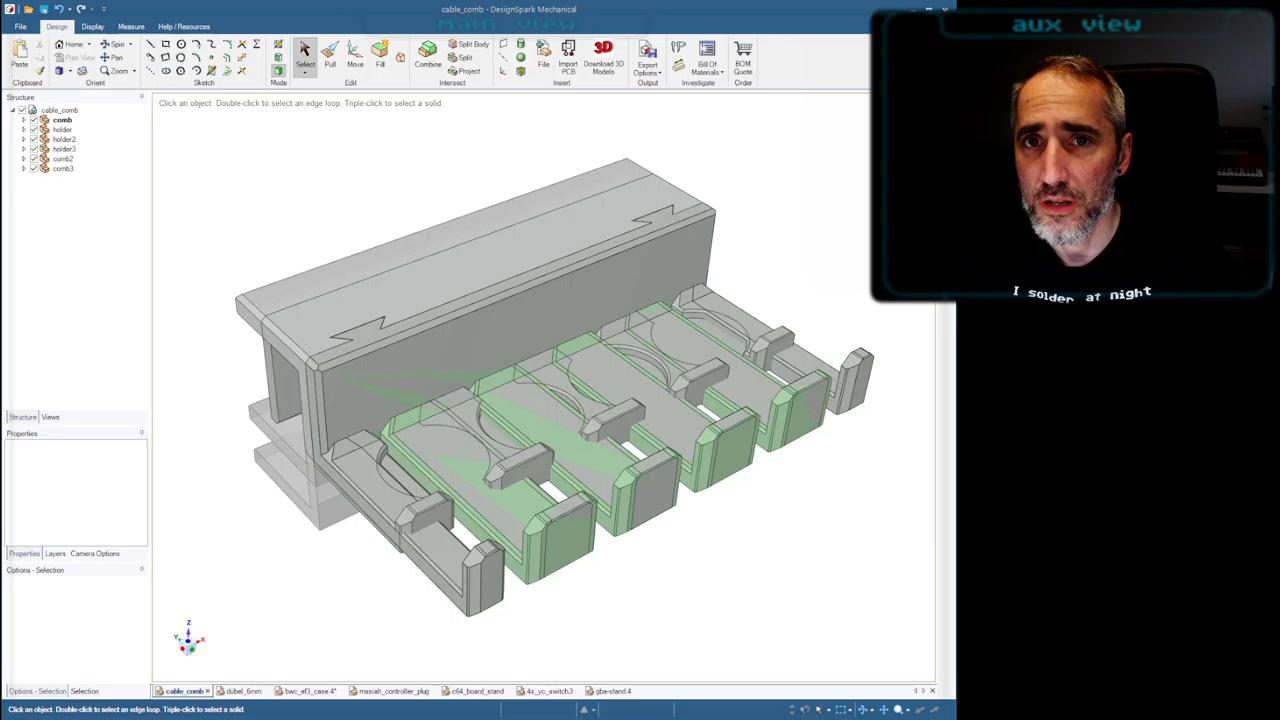 cable_comb - DesignSpark Mechanical
main view
aux view
File Design Display Measure Help / Resources
Paste
Home Spin
Plan View Pan
Zoom
Select Pull Move Fill
Combine
Split Body
Split
Project
File Import PCB Download 3D Models
Export Options
Bill Of Materials
BOM Quote
Clipboard Orient Sketch Mode Edit Intersect Insert Output Investigate Order
Structure
Click an object. Double-click to select an edge loop. Triple-click to select a solid.
cable_comb
comb
holder
holder2
holder3
comb2
comb3
I solder at night
Structure Views
Properties
Properties Layers Camera Options
Options - Selection
Z
Y X
Options - Selection Selection
cable_comb dübel_6mm bwc_ef3_case.4* mssiah_controller_plug c64_board_stand 4x_yc_switch3 gba-stand.4
Click an object. Double-click to select an edge loop. Triple-click to select a solid.